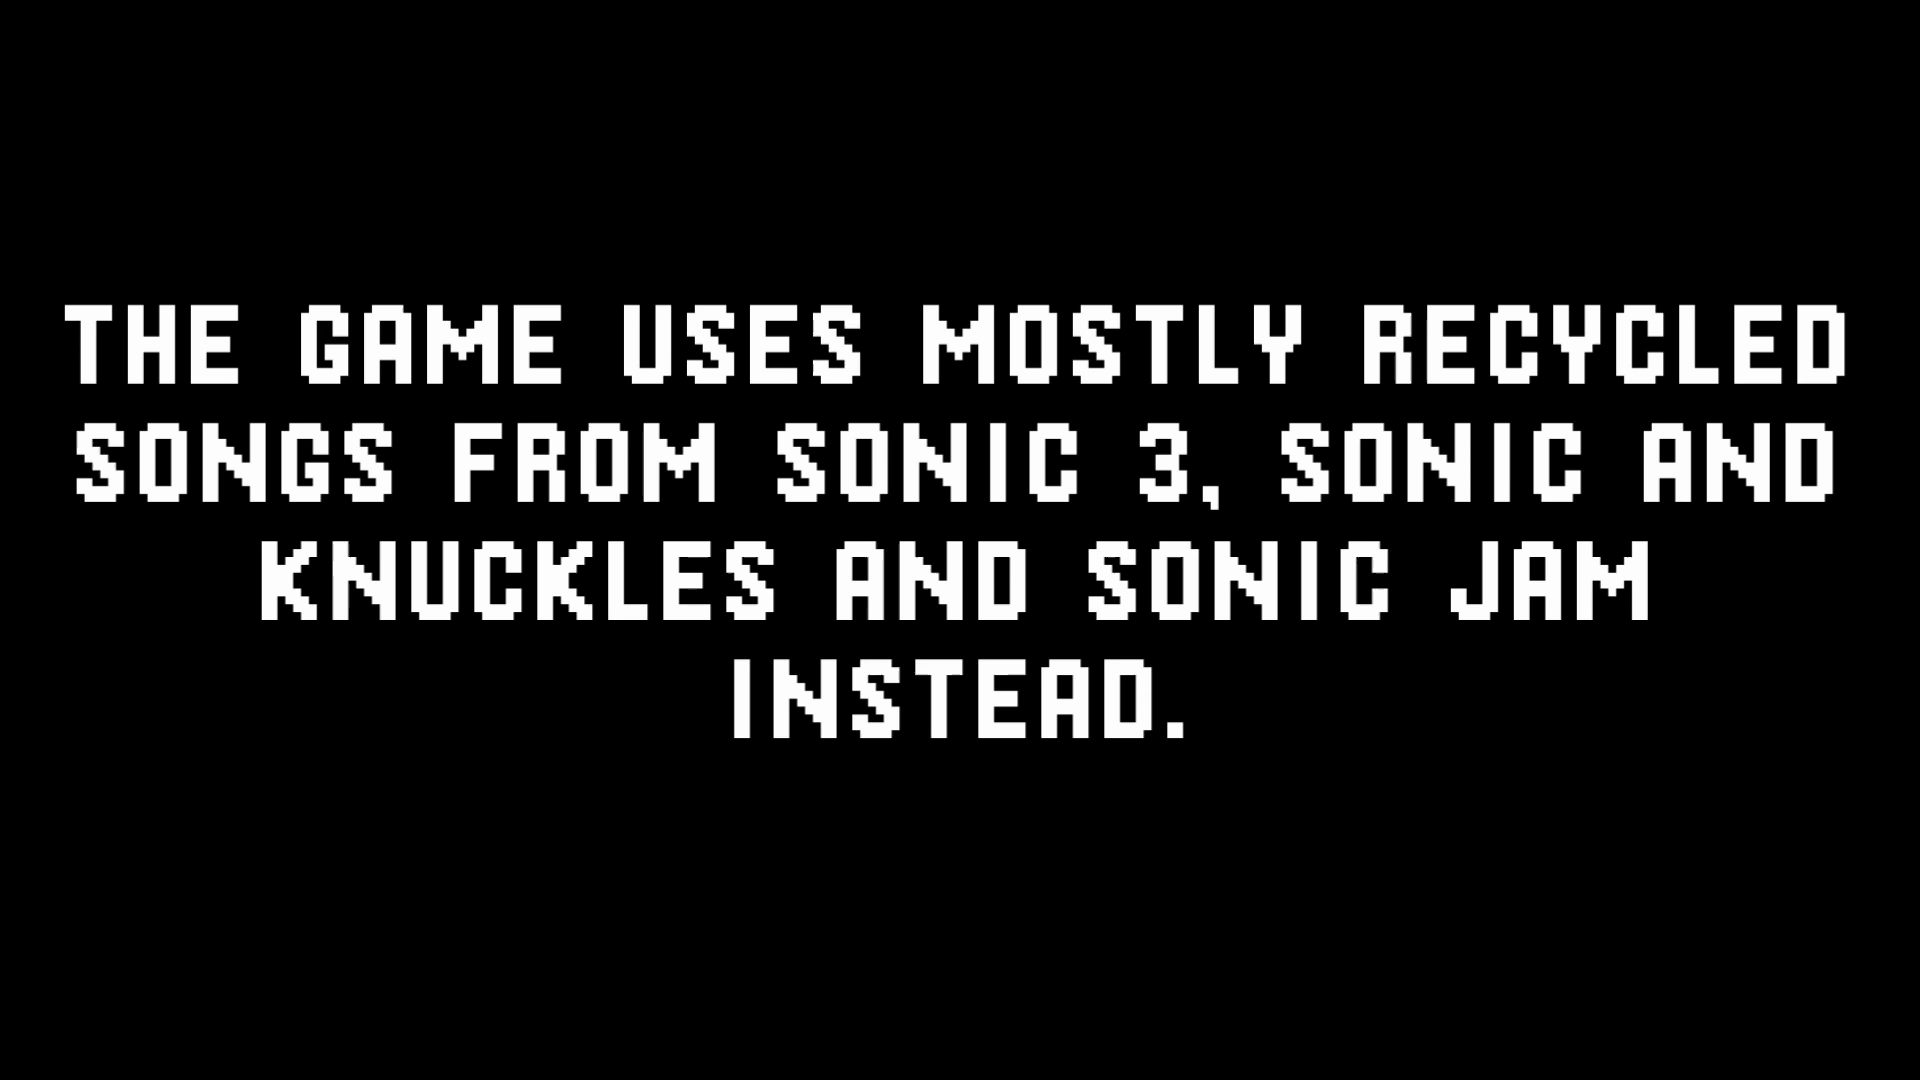 THE GAME USES MOSTLY RECYCLED
SONGS FROM SONIC 3, SONIC AND
KNUCKLES AND SONIC JAM
INSTEAD.